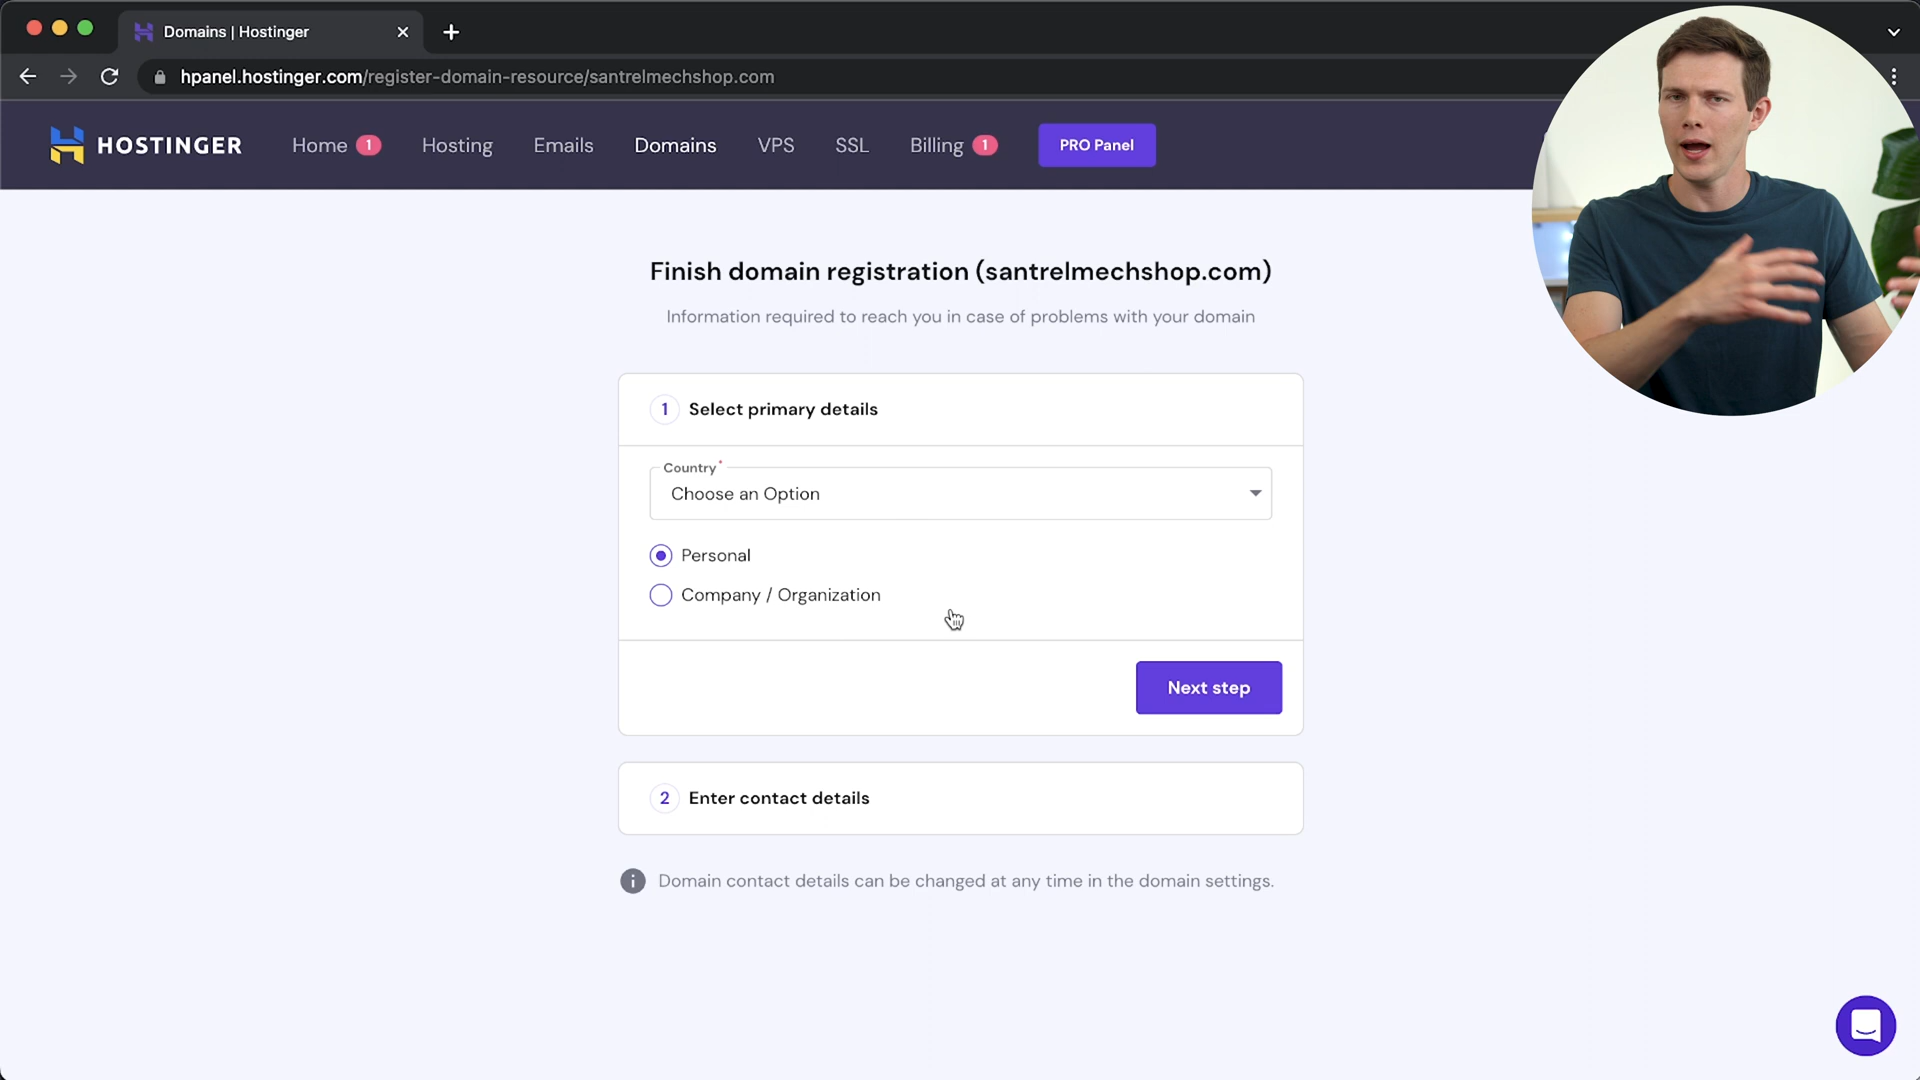 Domains | Hostinger
hpanel.hostinger.com/register-domain-resource/santrelmechshop.com
HOSTINGER
Home 1
Hosting
Emails
Domains
VPS
SSL
Billing 1
PRO Panel
Finish domain registration (santrelmechshop.com)
Information required to reach you in case of problems with your domain
1 Select primary details
Country*
Choose an Option
Personal
Company / Organization
Next step
2 Enter contact details
Domain contact details can be changed at any time in the domain settings.